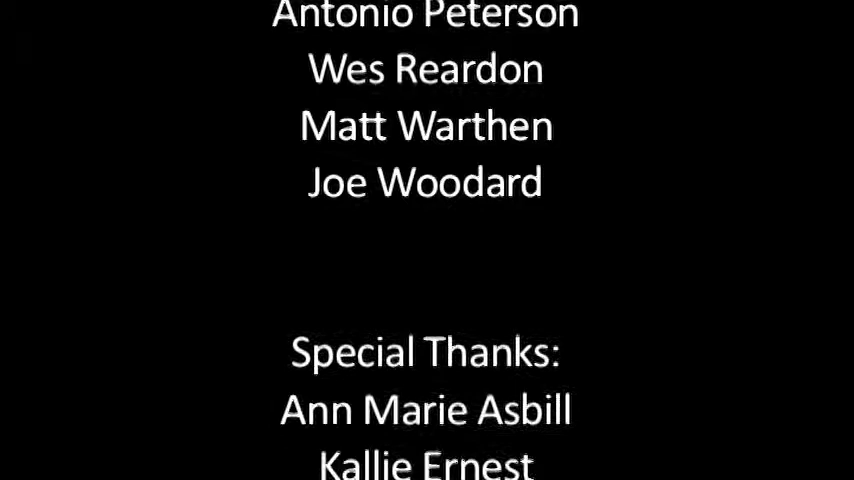 Antonio Peterson
Wes Reardon
Matt Warthen
Joe Woodard
Special Thanks:
Ann Marie Asbill
Kallie Ernest